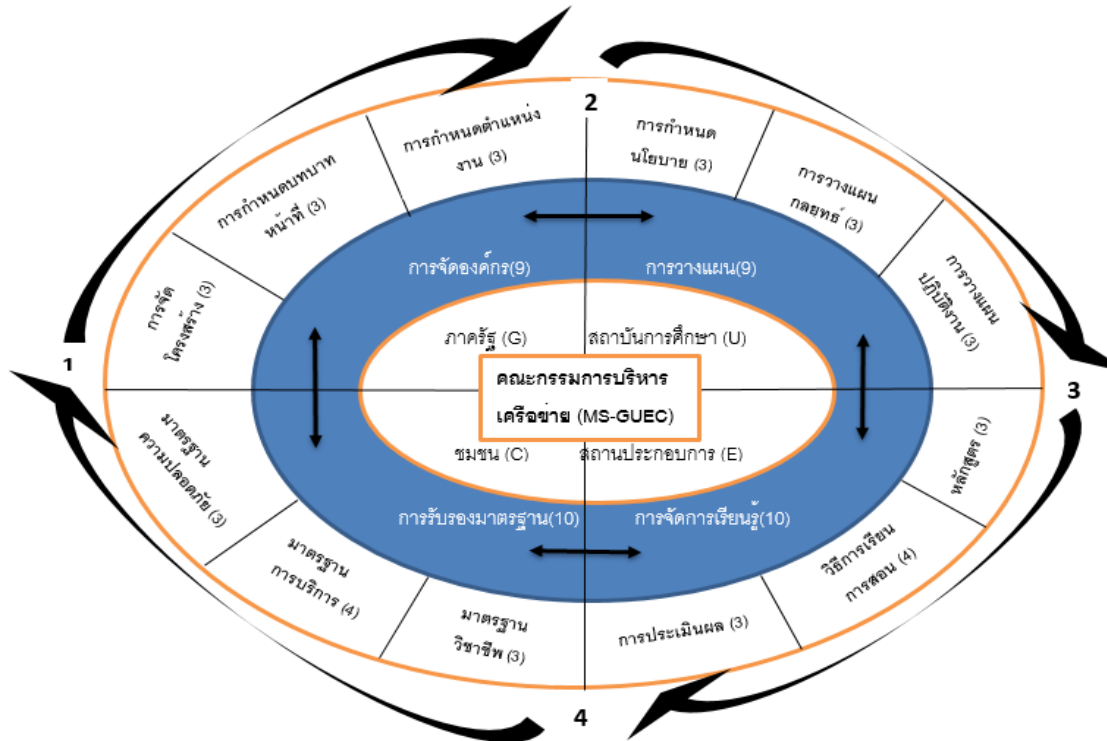 2
การกำหนดตำแหน่ง
งาน (3)
การกำหนด
นโยบาย (3)
การกำหนดบทบาท
หน้าที่ (3)
การวางแผน
กลยุทธ์ (3)
การจัด
โครงสร้าง (3)
การวางแผน
ปฏิบัติงาน (3)
การจัดองค์กร(9)
การวางแผน(9)
ภาครัฐ (G)
สถาบันการศึกษา (U)
1
คณะกรรมการบริหาร
เครือข่าย (MS-GUEC)
3
ชุมชน (C)
สถานประกอบการ (E)
มาตรฐาน
ความปลอดภัย (3)
หลักสูตร (3)
การรับรองมาตรฐาน(10)
การจัดการเรียนรู้(10)
มาตรฐาน
การบริการ (4)
วิธีการเรียน
การสอน (4)
มาตรฐาน
วิชาชีพ (3)
การประเมินผล (3)
4